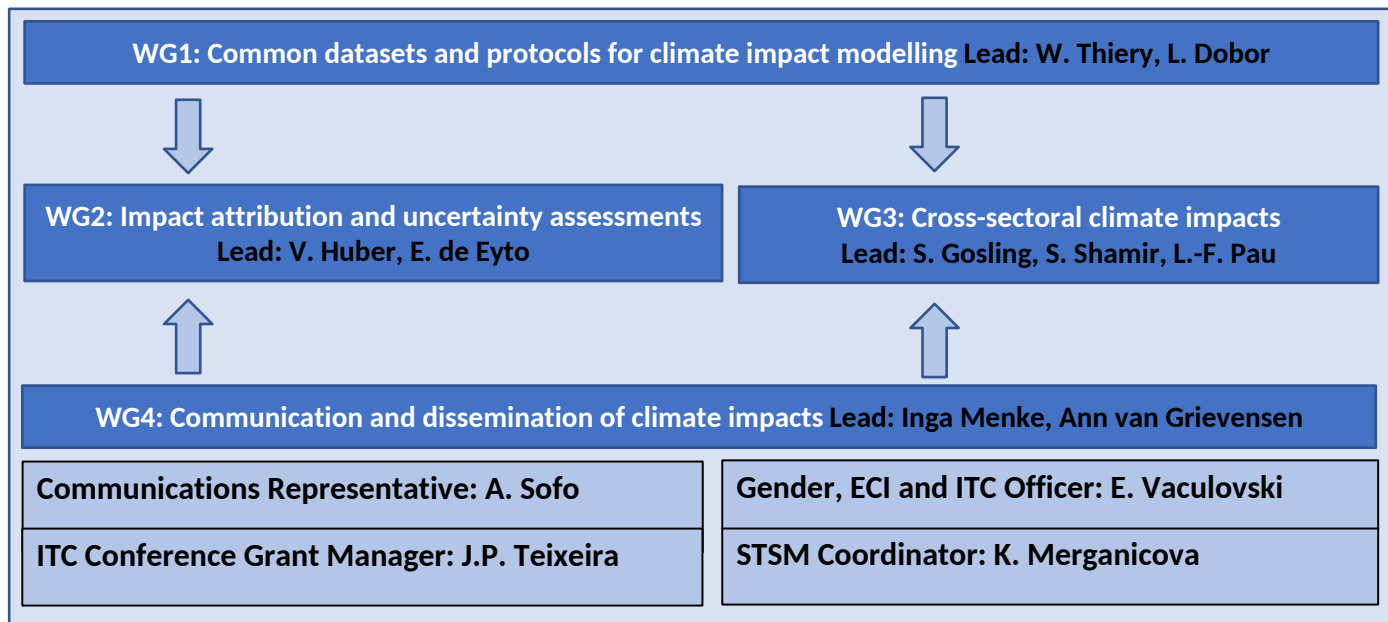 WG1: Common datasets and protocols for climate impact modelling Lead: W. Thiery, L. Dobor
WG2: Impact attribution and uncertainty assessments
Lead: V. Huber, E. de Eyto
WG3: Cross-sectoral climate impacts
Lead: S. Gosling, S. Shamir, L.-F. Pau
WG4: Communication and dissemination of climate impacts Lead: Inga Menke, Ann van Grievensen
Communications Representative: A. Sofo
Gender, ECI and ITC Officer: E. Vaculovski
ITC Conference Grant Manager: J.P. Teixeira
STSM Coordinator: K. Merganicova